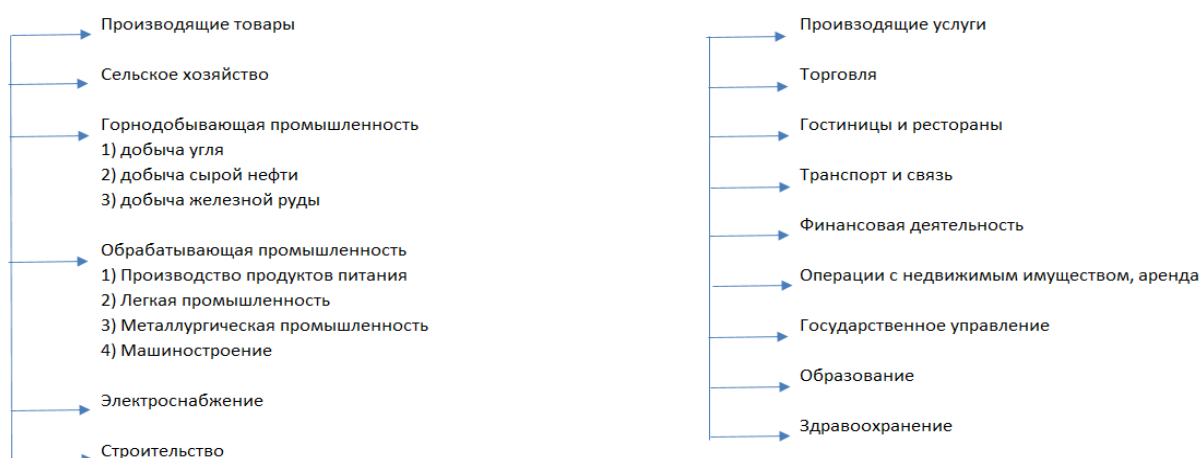 Производящие товары
Сельское хозяйство
Горнодобывающая промышленность
1) добыча угля
2) добыча сырой нефти
3) добыча железной руды
Обрабатывающая промышленность
1) Производство продуктов питания
2) Легкая промышленность
3) Металлургическая промышленность
4) Машиностроение
Электроснабжение
Строительство
Проивзодящие услуги
Торговля
Гостиницы и рестораны
Транспорт и связь
Финансовая деятельность
Операции с недвижимым имуществом, аренда
Государственное управление
Образование
Здравоохранение